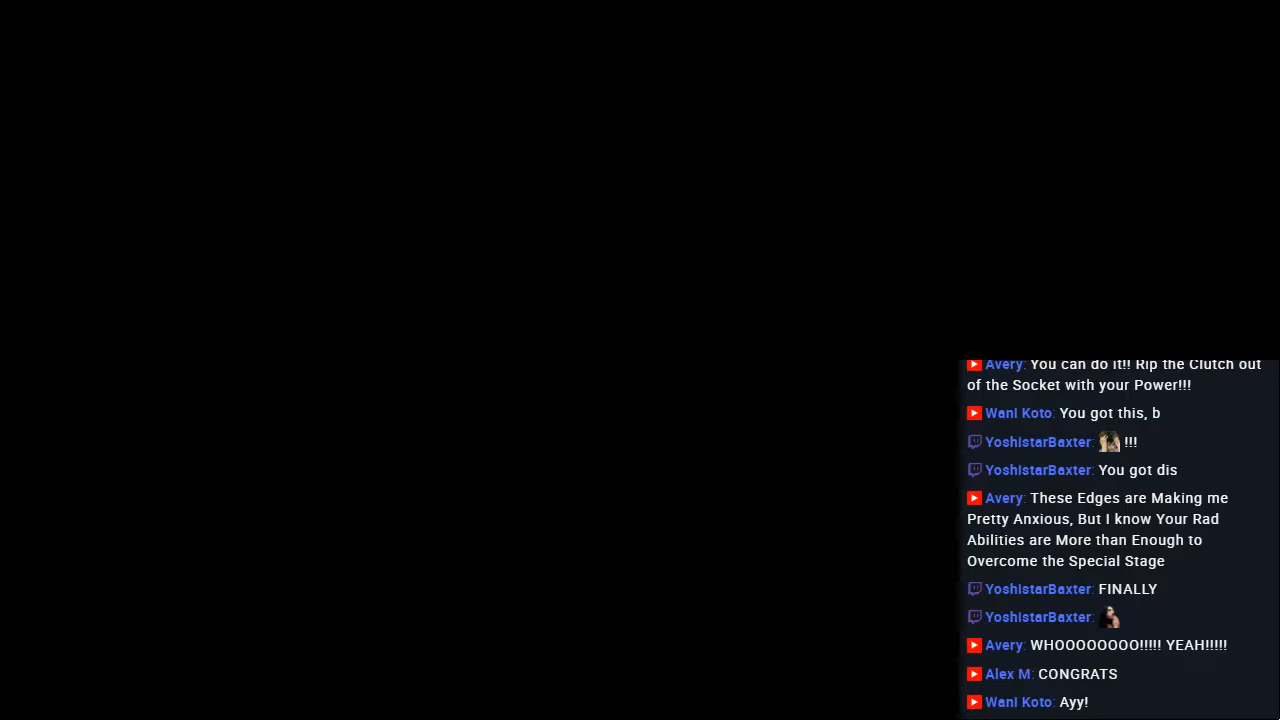 Avery: You can do it!! Rip the Clutch out
of the Socket with your Power!!!
Wani Koto: You got this, b
YoshistarBaxter: !!!
YoshistarBaxter: You got dis
Avery: These Edges are Making me
Pretty Anxious, But I know Your Rad
Abilities are More than Enough to
Overcome the Special Stage
YoshistarBaxter: FINALLY
YoshistarBaxter:
Avery: WHOOOOOOOO!!!!! YEAH!!!!!
Alex M: CONGRATS
Wani Koto: Ayy!